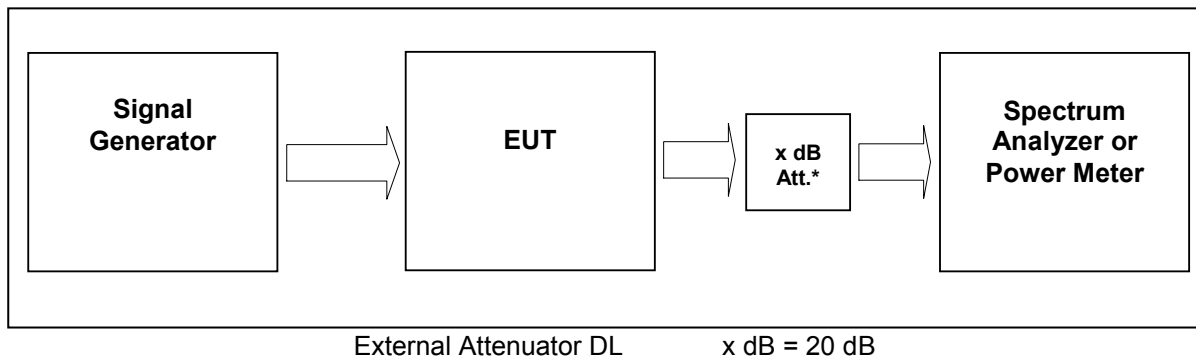 Signal
Generator
EUT
x dB
Att.*
Spectrum
Analyzer or
Power Meter
External Attenuator DL x dB = 20 dB